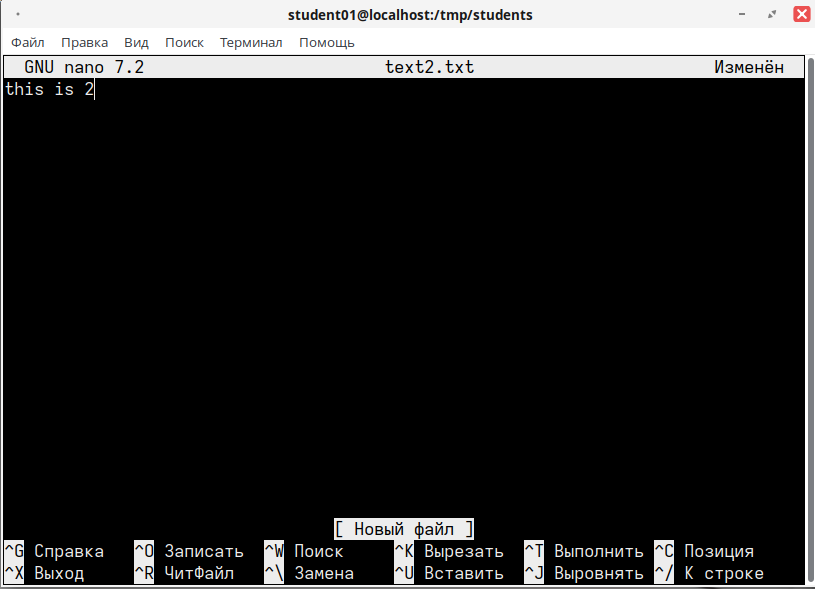 student01@localhost:/tmp/students
Файл Правка Вид Поиск Терминал Помощь
GNU nano 7.2 text2.txt Изменён
this is 2
[ Новый файл ]
^G Справка ^O Записать ^W Поиск ^K Вырезать ^T Выполнить ^C Позиция
^X Выход ^R ЧитФайл ^\ Замена ^U Вставить ^J Выровнять ^/ К строке